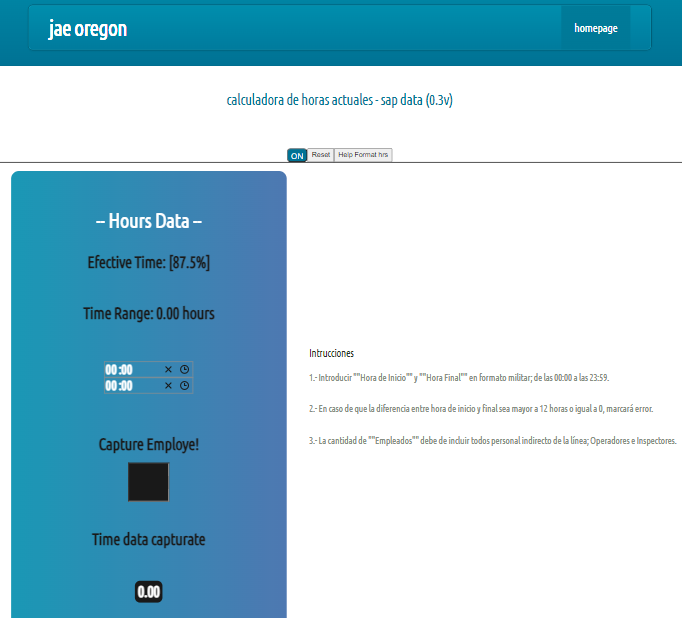 jae oregon
homepage
calculadora de horas actuales - sap data (0.3v)
ON Reset Help Format hrs
-- Hours Data --
Efective Time: [87.5%]
Time Range: 0.00 hours
00:00
00:00
Capture Employe!
Time data capturate
0.00
Intrucciones
1.- Introducir ""Hora de Inicio"" y ""Hora Final"" en formato militar; de las 00:00 a las 23:59.
2.- En caso de que la diferencia entre hora de inicio y final sea mayor a 12 horas o igual a 0, marcará error.
3.- La cantidad de ""Empleados"" debe de incluir todos personal indirecto de la línea; Operadores e Inspectores.